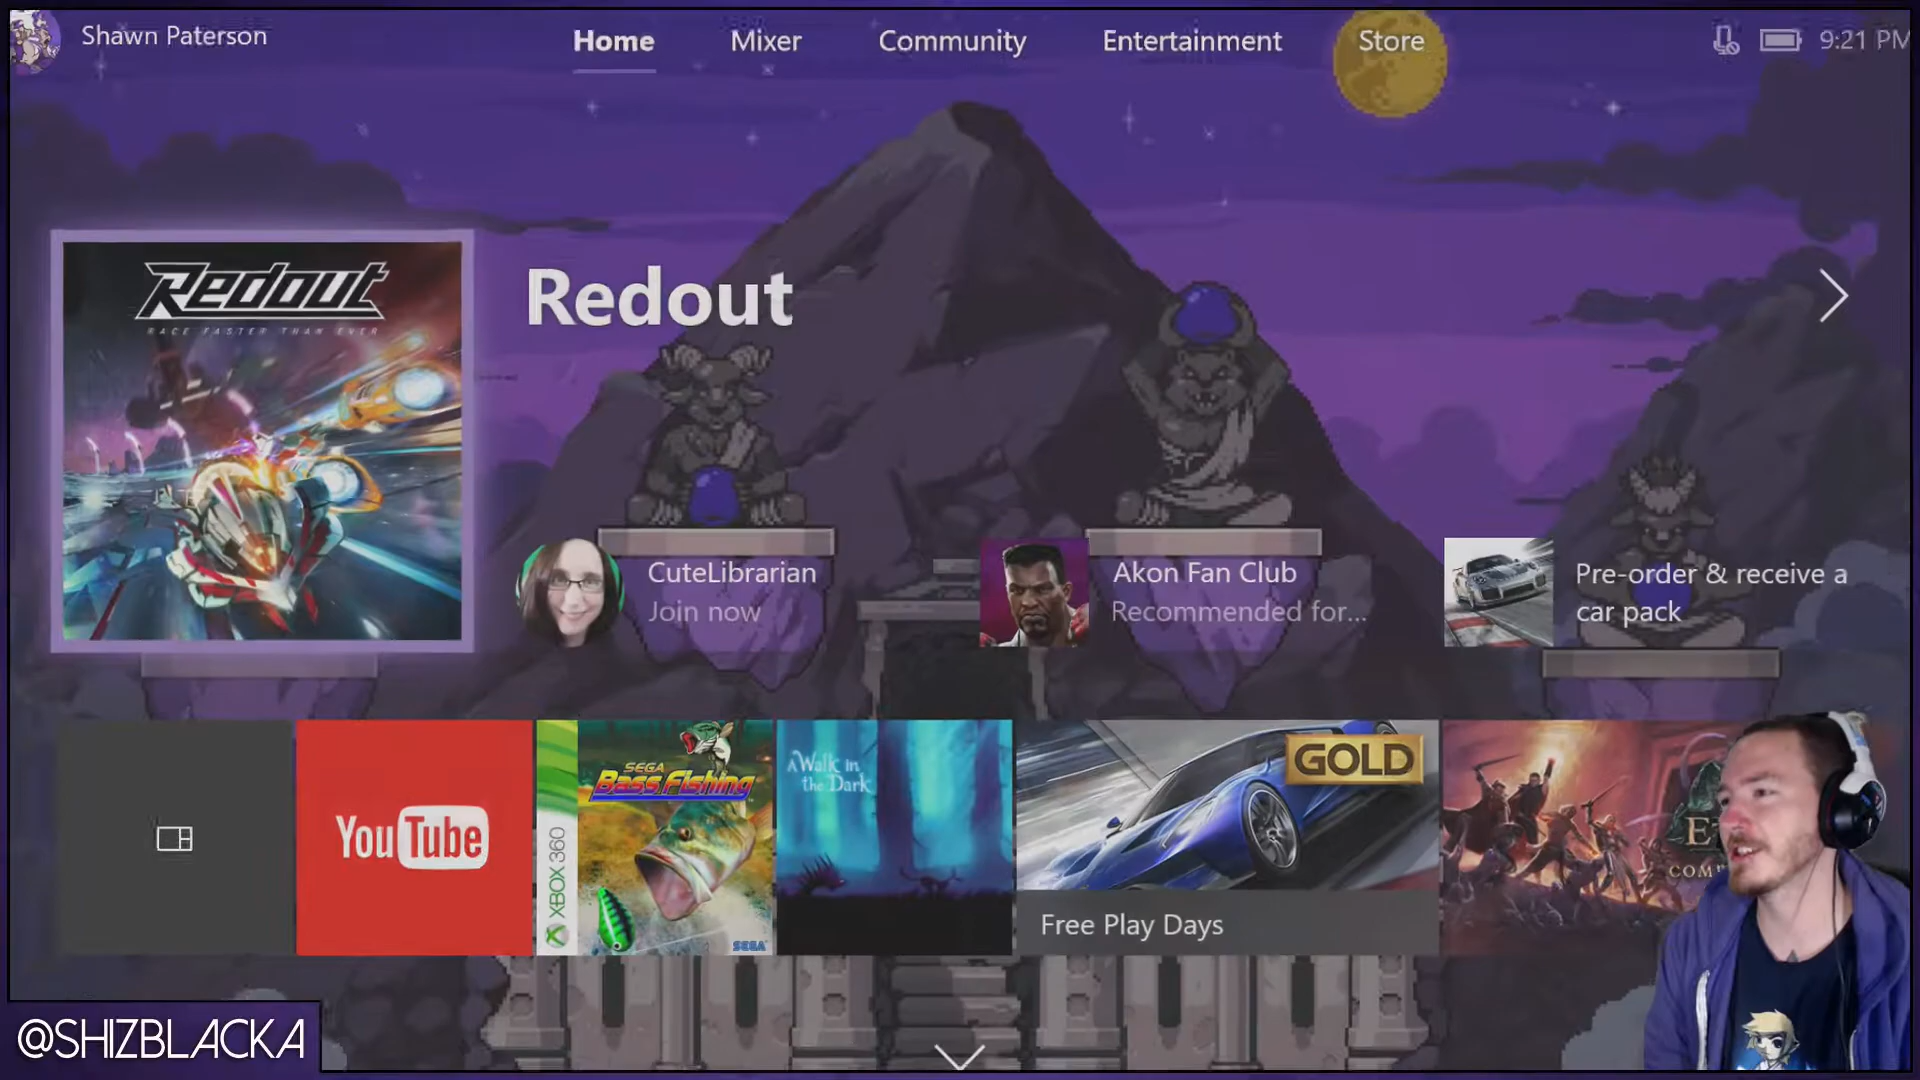 Shawn Paterson
Home
Mixer
Community
Entertainment
Store
9:21 PM
Redout
RACE FASTER THAN EVER
Redout
CuteLibrarian
Join now
Akon Fan Club
Recommended for...
Pre-order & receive a
car pack
YouTube
XBOX 360
SEGA
Bass Fishing
SEGA
A Walk in
the Dark
GOLD
Free Play Days
@SHIZBLACKA